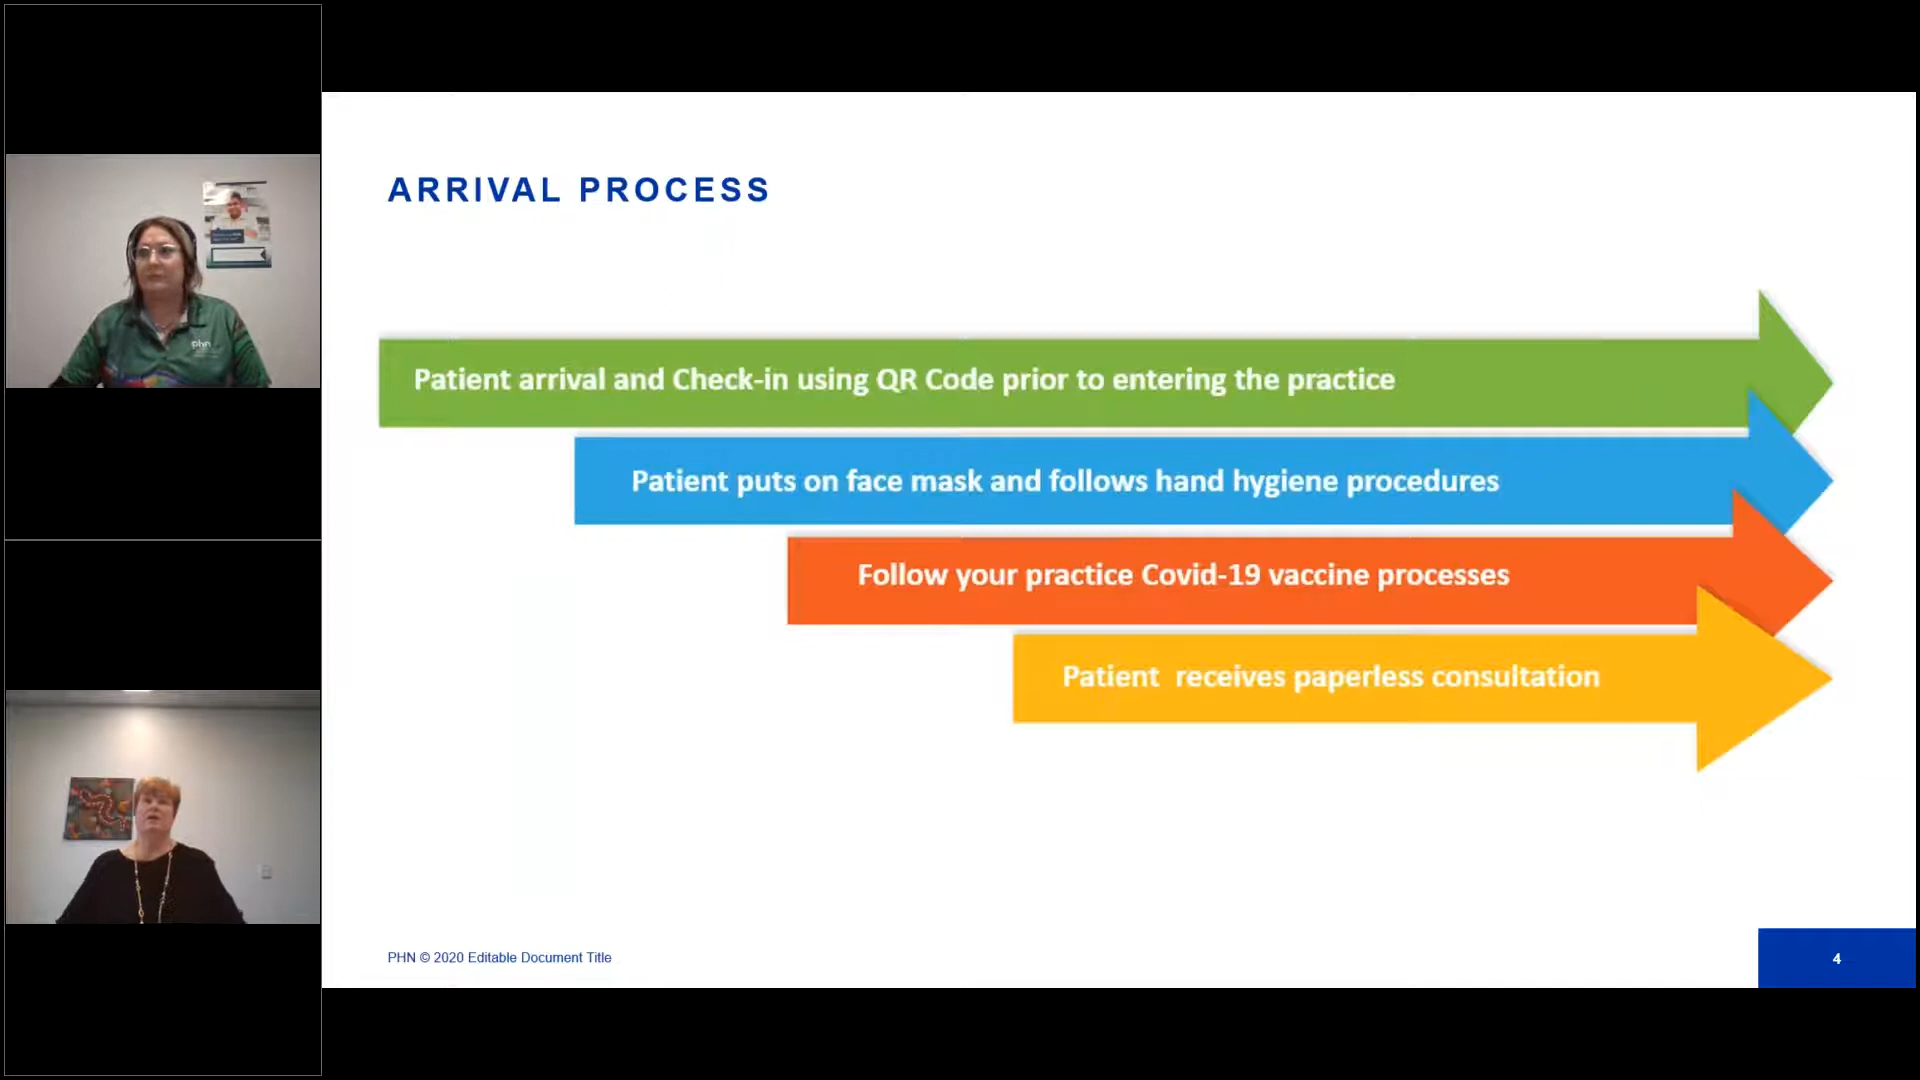 phn
ARRIVAL PROCESS
Patient arrival and Check-in using QR Code prior to entering the practice
Patient puts on face mask and follows hand hygiene procedures
Follow your practice Covid-19 vaccine processes
Patient receives paperless consultation
PHN © 2020 Editable Document Title
4